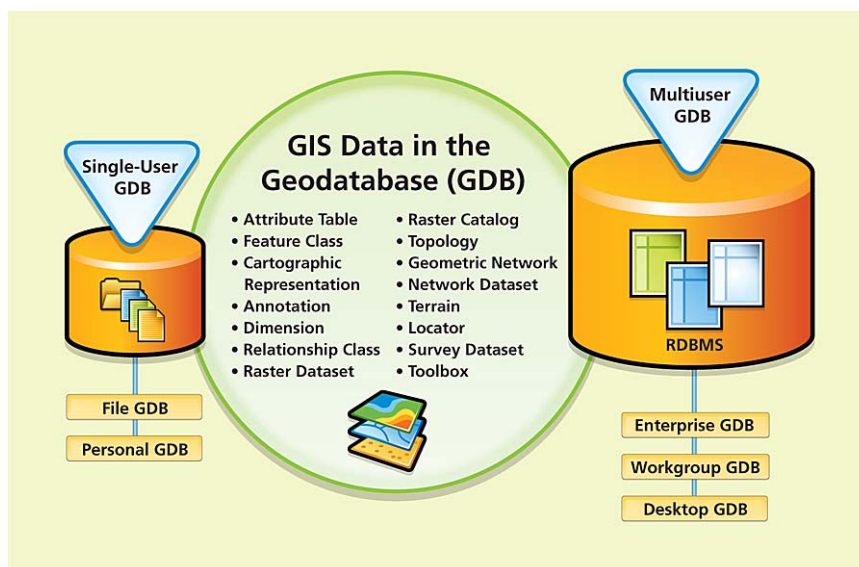 Single-User
GDB
File GDB
Personal GDB
GIS Data in the
Geodatabase (GDB)
• Attribute Table
• Feature Class
• Cartographic
Representation
• Annotation
• Dimension
• Relationship Class
• Raster Dataset
• Raster Catalog
• Topology
• Geometric Network
• Network Dataset
• Terrain
• Locator
• Survey Dataset
• Toolbox
Multiuser
GDB
RDBMS
Enterprise GDB
Workgroup GDB
Desktop GDB